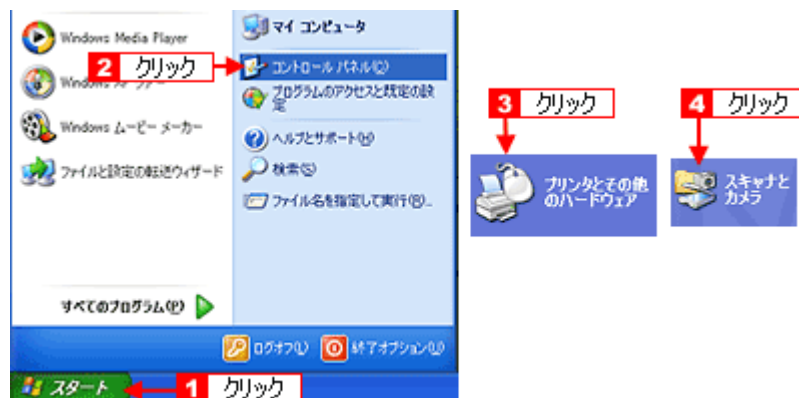 Windows Media Player
2 クリック
Windows ムービー メーカー
ファイルと設定の転送ウィザード
すべてのプログラム(P)
マイ コンピュータ
コントロール パネル(C)
プログラムのアクセスと既定の設
定
ヘルプとサポート(H)
検索(S)
ファイル名を指定して実行(R)...
ログオフ(L)
終了オプション(U)
スタート
1 クリック
3 クリック
プリンタとその他
のハードウェア
4 クリック
スキャナと
カメラ